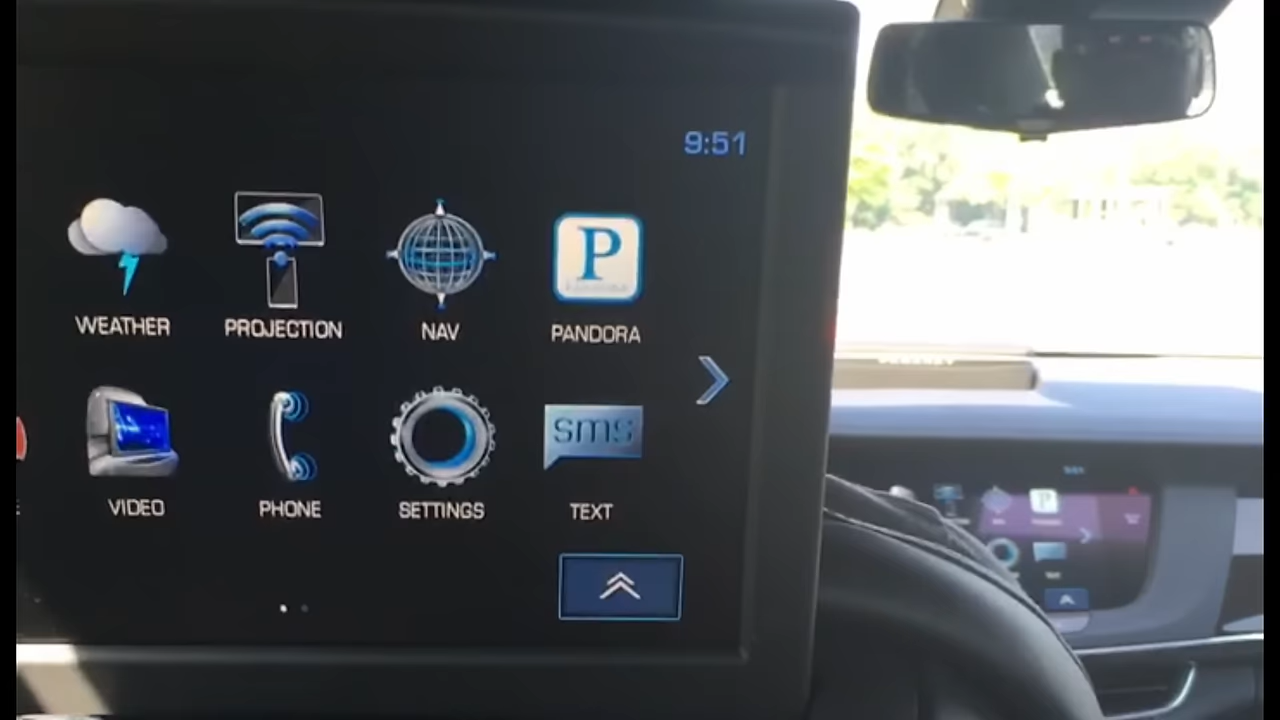 9:51
P
WEATHER PROJECTION NAV PANDORA
sms
VIDEO PHONE SETTINGS TEXT